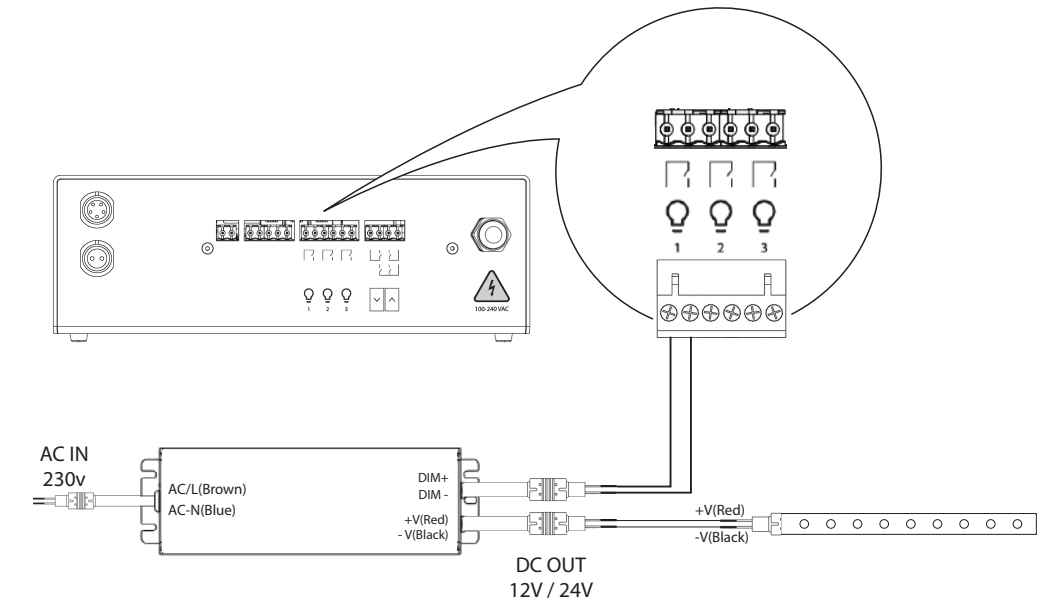 1 2 3
1 2 3
100-240 VAC
AC IN
230v
AC/L(Brown)
AC-N(Blue)
DIM+
DIM -
+V(Red)
- V(Black)
+V(Red)
-V(Black)
DC OUT
12V / 24V